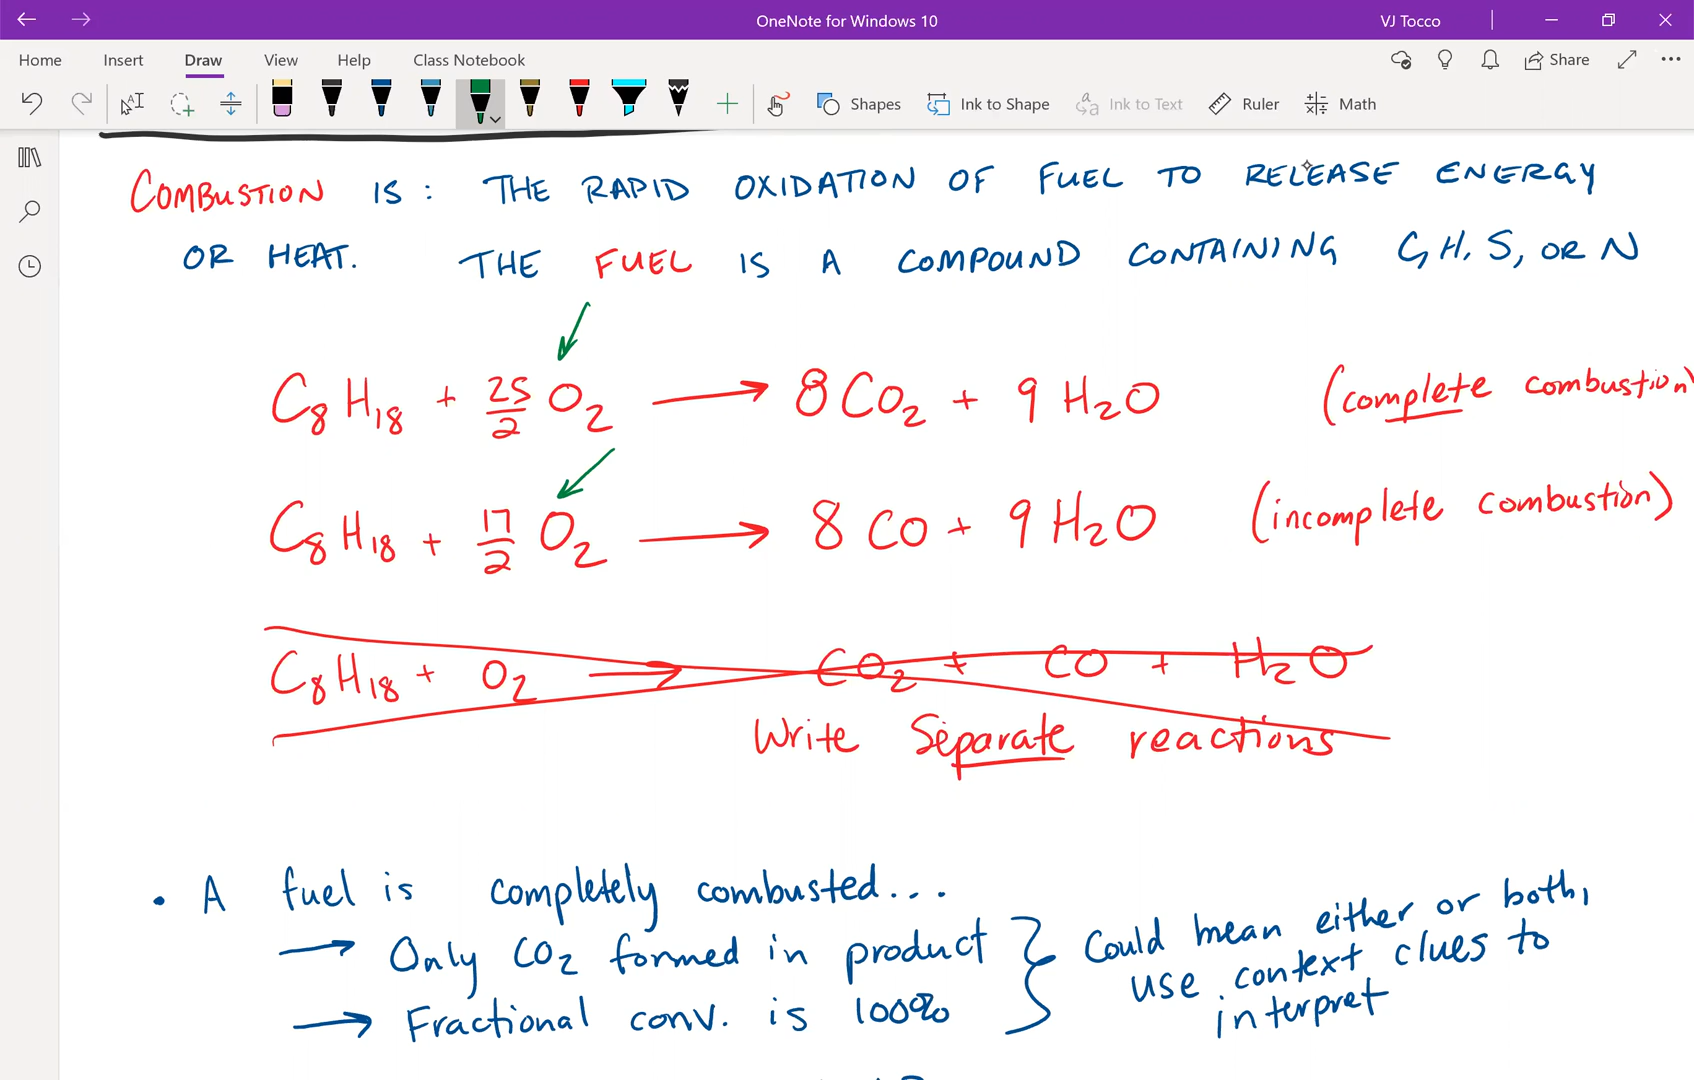 OneNote for Windows 10
VJ Tocco
Home Insert Draw View Help Class Notebook
Share
Shapes Ink to Shape Ink to Text Ruler Math
COMBUSTION IS: THE RAPID OXIDATION OF FUEL TO RELEASE ENERGY
OR HEAT. THE FUEL IS A COMPOUND CONTAINING C, H, S, OR N
C₈H₁₈ + 25/2 O₂ → 8 CO₂ + 9 H₂O (complete combustion)
C₈H₁₈ + 17/2 O₂ → 8 CO + 9 H₂O (incomplete combustion)
C₈H₁₈ + O₂ → CO₂ + CO + H₂O
Write Separate reactions
• A fuel is completely combusted...
→ Only CO₂ formed in product
→ Fractional conv. is 100%
Could mean either or both,
use context clues to
interpret